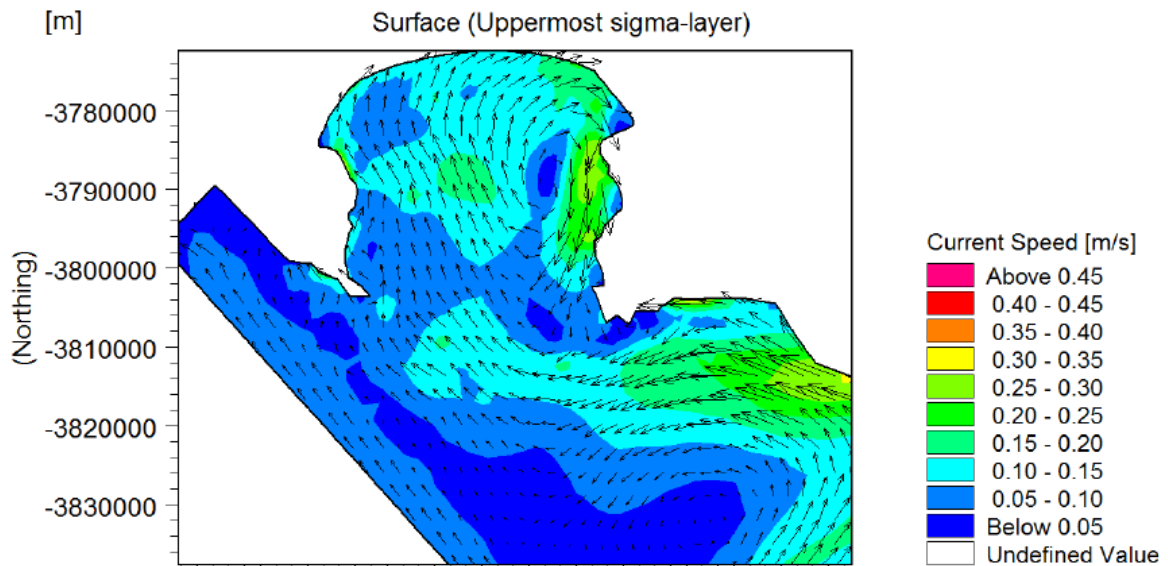 [m]
Surface (Uppermost sigma-layer)
-3780000
-3790000
-3800000
-3810000
-3820000
-3830000
(Northing)
Current Speed [m/s]
Above 0.45
0.40 - 0.45
0.35 - 0.40
0.30 - 0.35
0.25 - 0.30
0.20 - 0.25
0.15 - 0.20
0.10 - 0.15
0.05 - 0.10
Below 0.05
Undefined Value